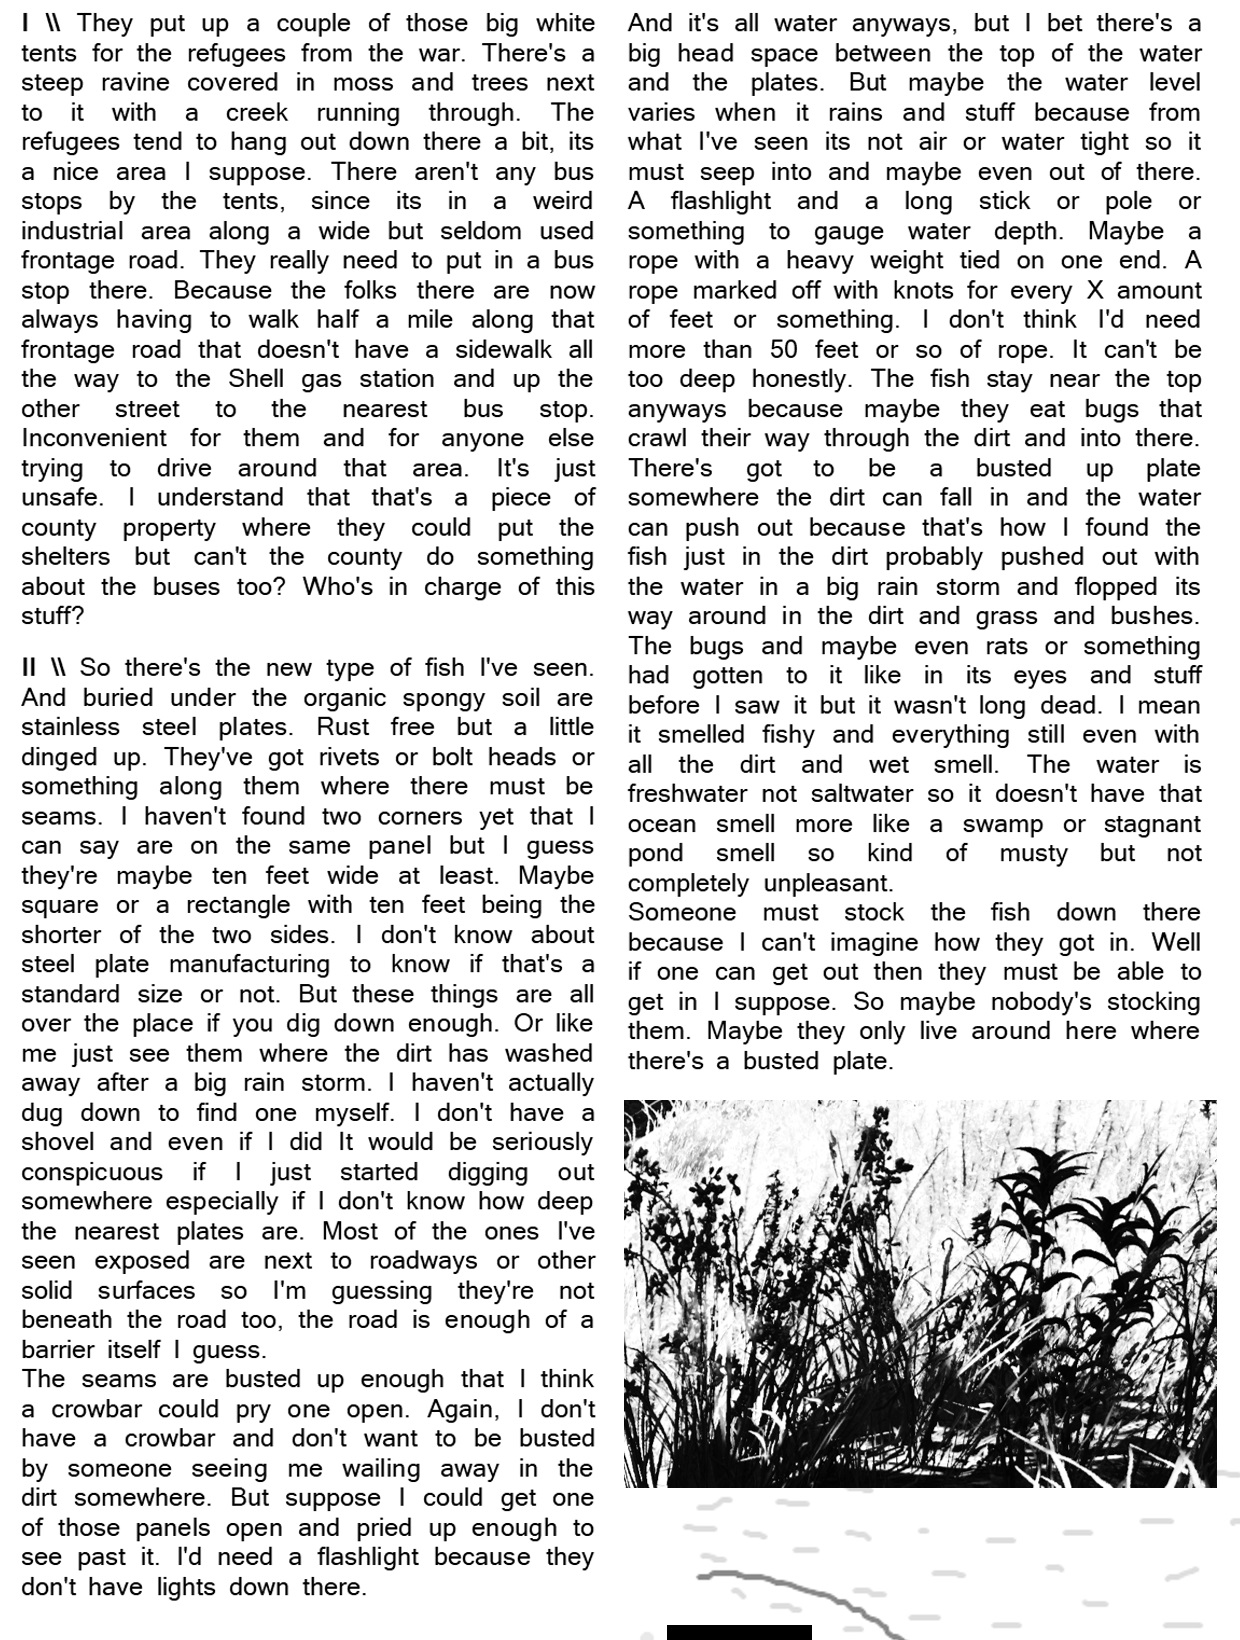 I \\ They put up a couple of those big white
tents for the refugees from the war. There's a
steep ravine covered in moss and trees next
to it with a creek running through. The
refugees tend to hang out down there a bit, its
a nice area I suppose. There aren't any bus
stops by the tents, since its in a weird
industrial area along a wide but seldom used
frontage road. They really need to put in a bus
stop there. Because the folks there are now
always having to walk half a mile along that
frontage road that doesn't have a sidewalk all
the way to the Shell gas station and up the
other street to the nearest bus stop.
Inconvenient for them and for anyone else
trying to drive around that area. It's just
unsafe. I understand that that's a piece of
county property where they could put the
shelters but can't the county do something
about the buses too? Who's in charge of this
stuff?
II \\ So there's the new type of fish I've seen.
And buried under the organic spongy soil are
stainless steel plates. Rust free but a little
dinged up. They've got rivets or bolt heads or
something along them where there must be
seams. I haven't found two corners yet that I
can say are on the same panel but I guess
they're maybe ten feet wide at least. Maybe
square or a rectangle with ten feet being the
shorter of the two sides. I don't know about
steel plate manufacturing to know if that's a
standard size or not. But these things are all
over the place if you dig down enough. Or like
me just see them where the dirt has washed
away after a big rain storm. I haven't actually
dug down to find one myself. I don't have a
shovel and even if I did It would be seriously
conspicuous if I just started digging out
somewhere especially if I don't know how deep
the nearest plates are. Most of the ones I've
seen exposed are next to roadways or other
solid surfaces so I'm guessing they're not
beneath the road too, the road is enough of a
barrier itself I guess.
The seams are busted up enough that I think
a crowbar could pry one open. Again, I don't
have a crowbar and don't want to be busted
by someone seeing me wailing away in the
dirt somewhere. But suppose I could get one
of those panels open and pried up enough to
see past it. I'd need a flashlight because they
don't have lights down there.
And it's all water anyways, but I bet there's a
big head space between the top of the water
and the plates. But maybe the water level
varies when it rains and stuff because from
what I've seen its not air or water tight so it
must seep into and maybe even out of there.
A flashlight and a long stick or pole or
something to gauge water depth. Maybe a
rope with a heavy weight tied on one end. A
rope marked off with knots for every X amount
of feet or something. I don't think I'd need
more than 50 feet or so of rope. It can't be
too deep honestly. The fish stay near the top
anyways because maybe they eat bugs that
crawl their way through the dirt and into there.
There's got to be a busted up plate
somewhere the dirt can fall in and the water
can push out because that's how I found the
fish just in the dirt probably pushed out with
the water in a big rain storm and flopped its
way around in the dirt and grass and bushes.
The bugs and maybe even rats or something
had gotten to it like in its eyes and stuff
before I saw it but it wasn't long dead. I mean
it smelled fishy and everything still even with
all the dirt and wet smell. The water is
freshwater not saltwater so it doesn't have that
ocean smell more like a swamp or stagnant
pond smell so kind of musty but not
completely unpleasant.
Someone must stock the fish down there
because I can't imagine how they got in. Well
if one can get out then they must be able to
get in I suppose. So maybe nobody's stocking
them. Maybe they only live around here where
there's a busted plate.